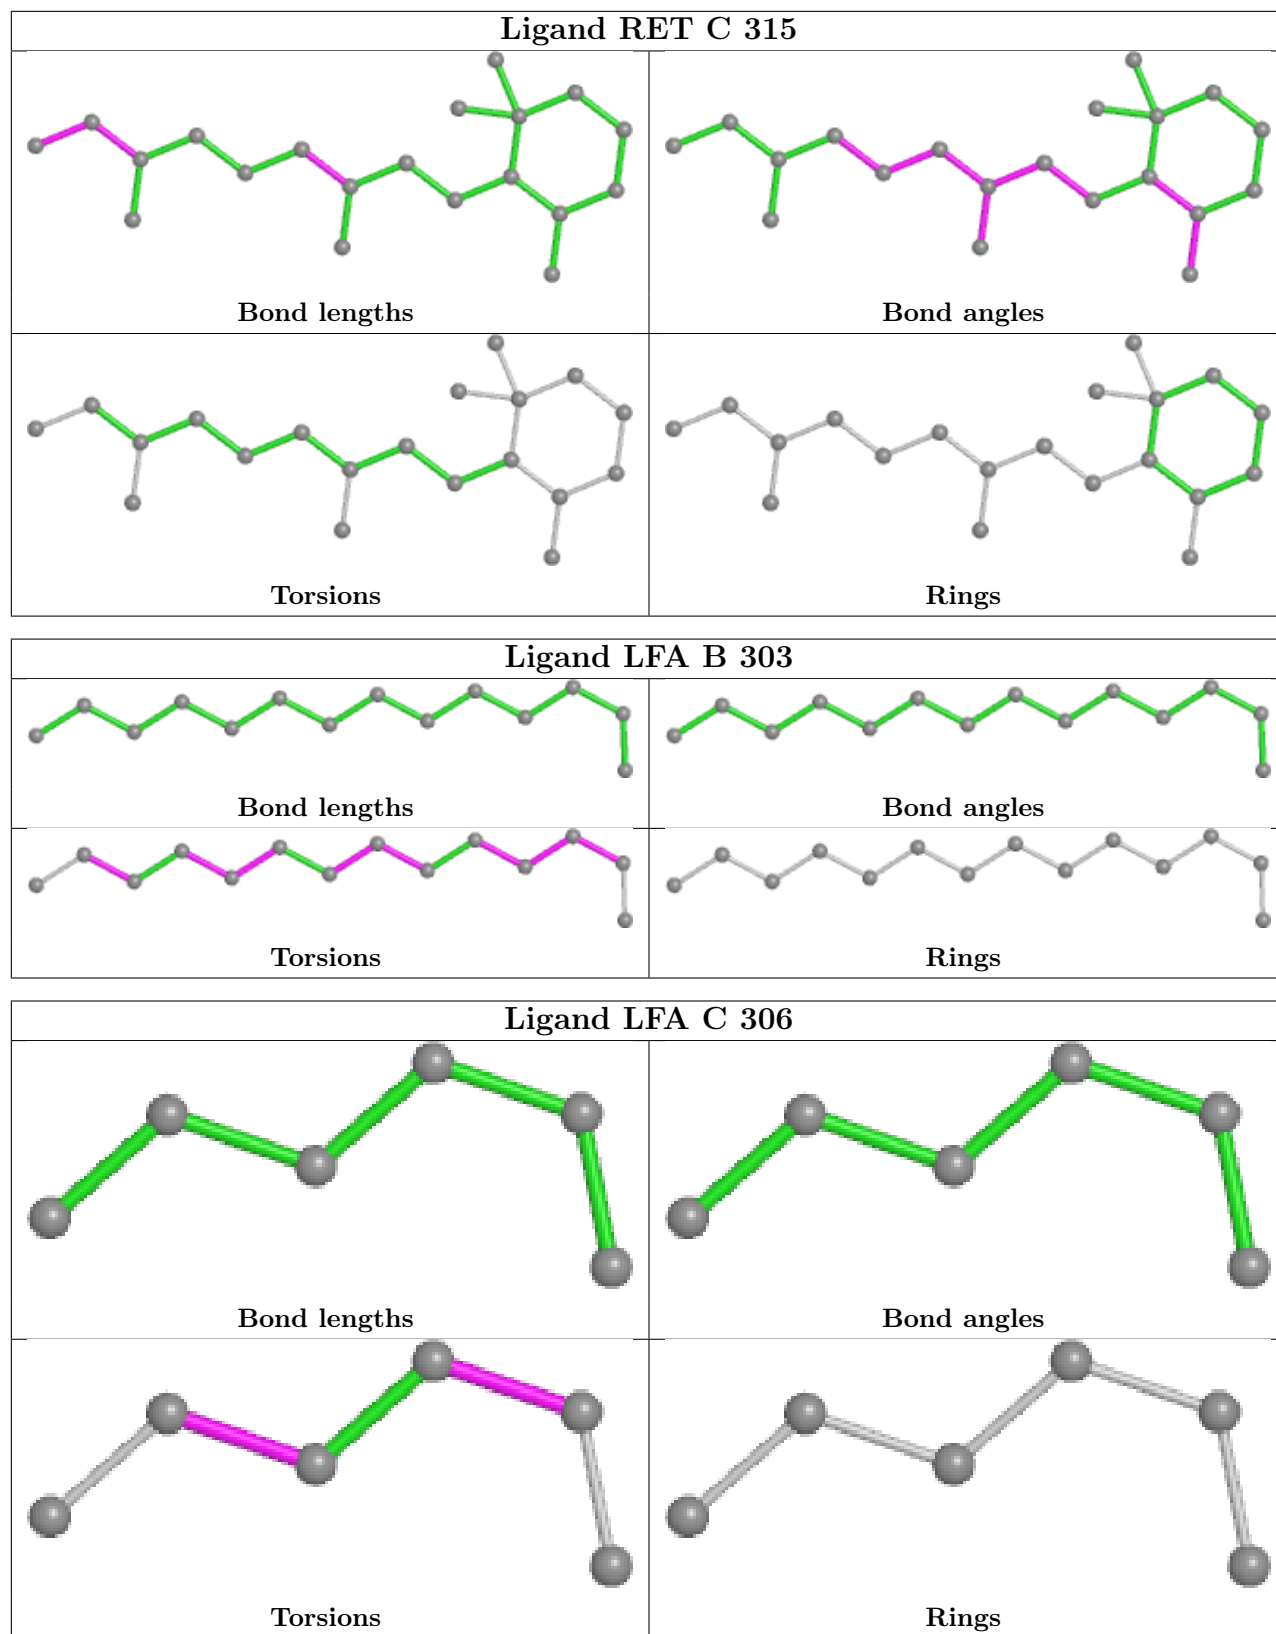 Ligand RET C 315
Bond lengths
Bond angles
Torsions
Rings
Ligand LFA B 303
Bond lengths
Bond angles
Torsions
Rings
Ligand LFA C 306
Bond lengths
Bond angles
Torsions
Rings